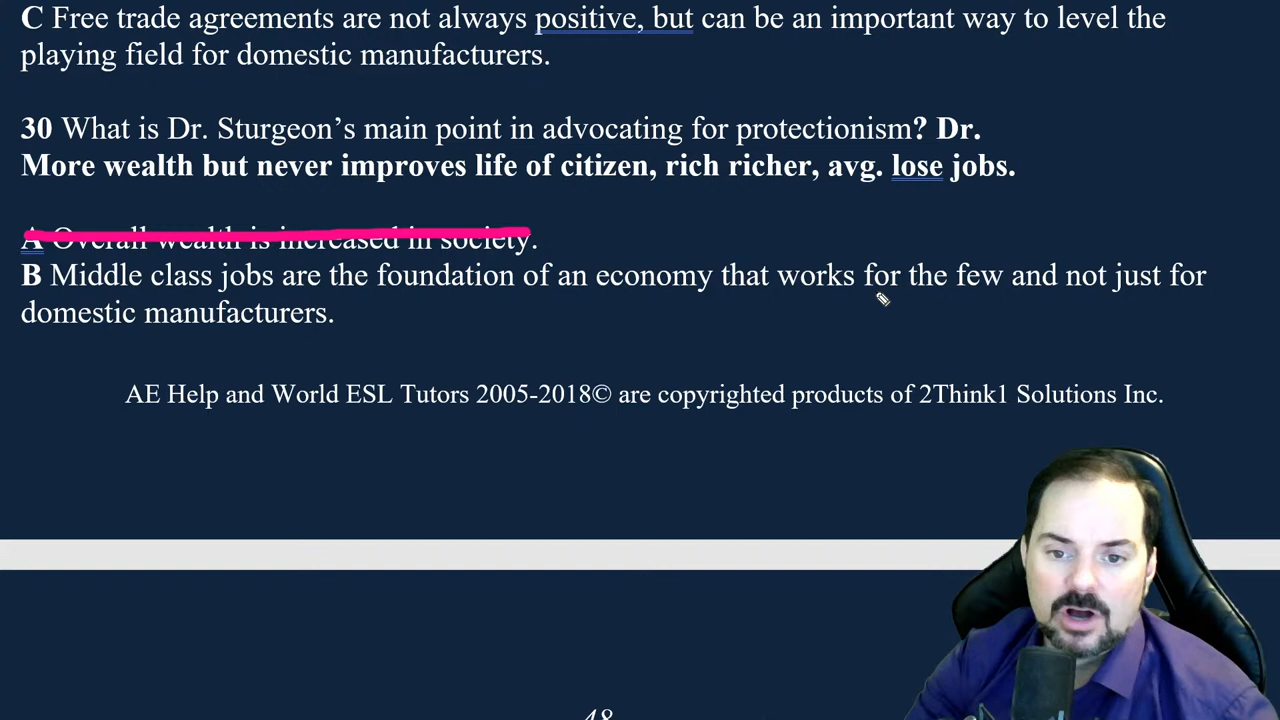 C Free trade agreements are not always positive, but can be an important way to level the
playing field for domestic manufacturers.
30 What is Dr. Sturgeon's main point in advocating for protectionism? Dr.
More wealth but never improves life of citizen, rich richer, avg. lose jobs.
A Overall wealth is increased in society.
B Middle class jobs are the foundation of an economy that works for the few and not just for
domestic manufacturers.
AE Help and World ESL Tutors 2005-2018© are copyrighted products of 2Think1 Solutions Inc.
48